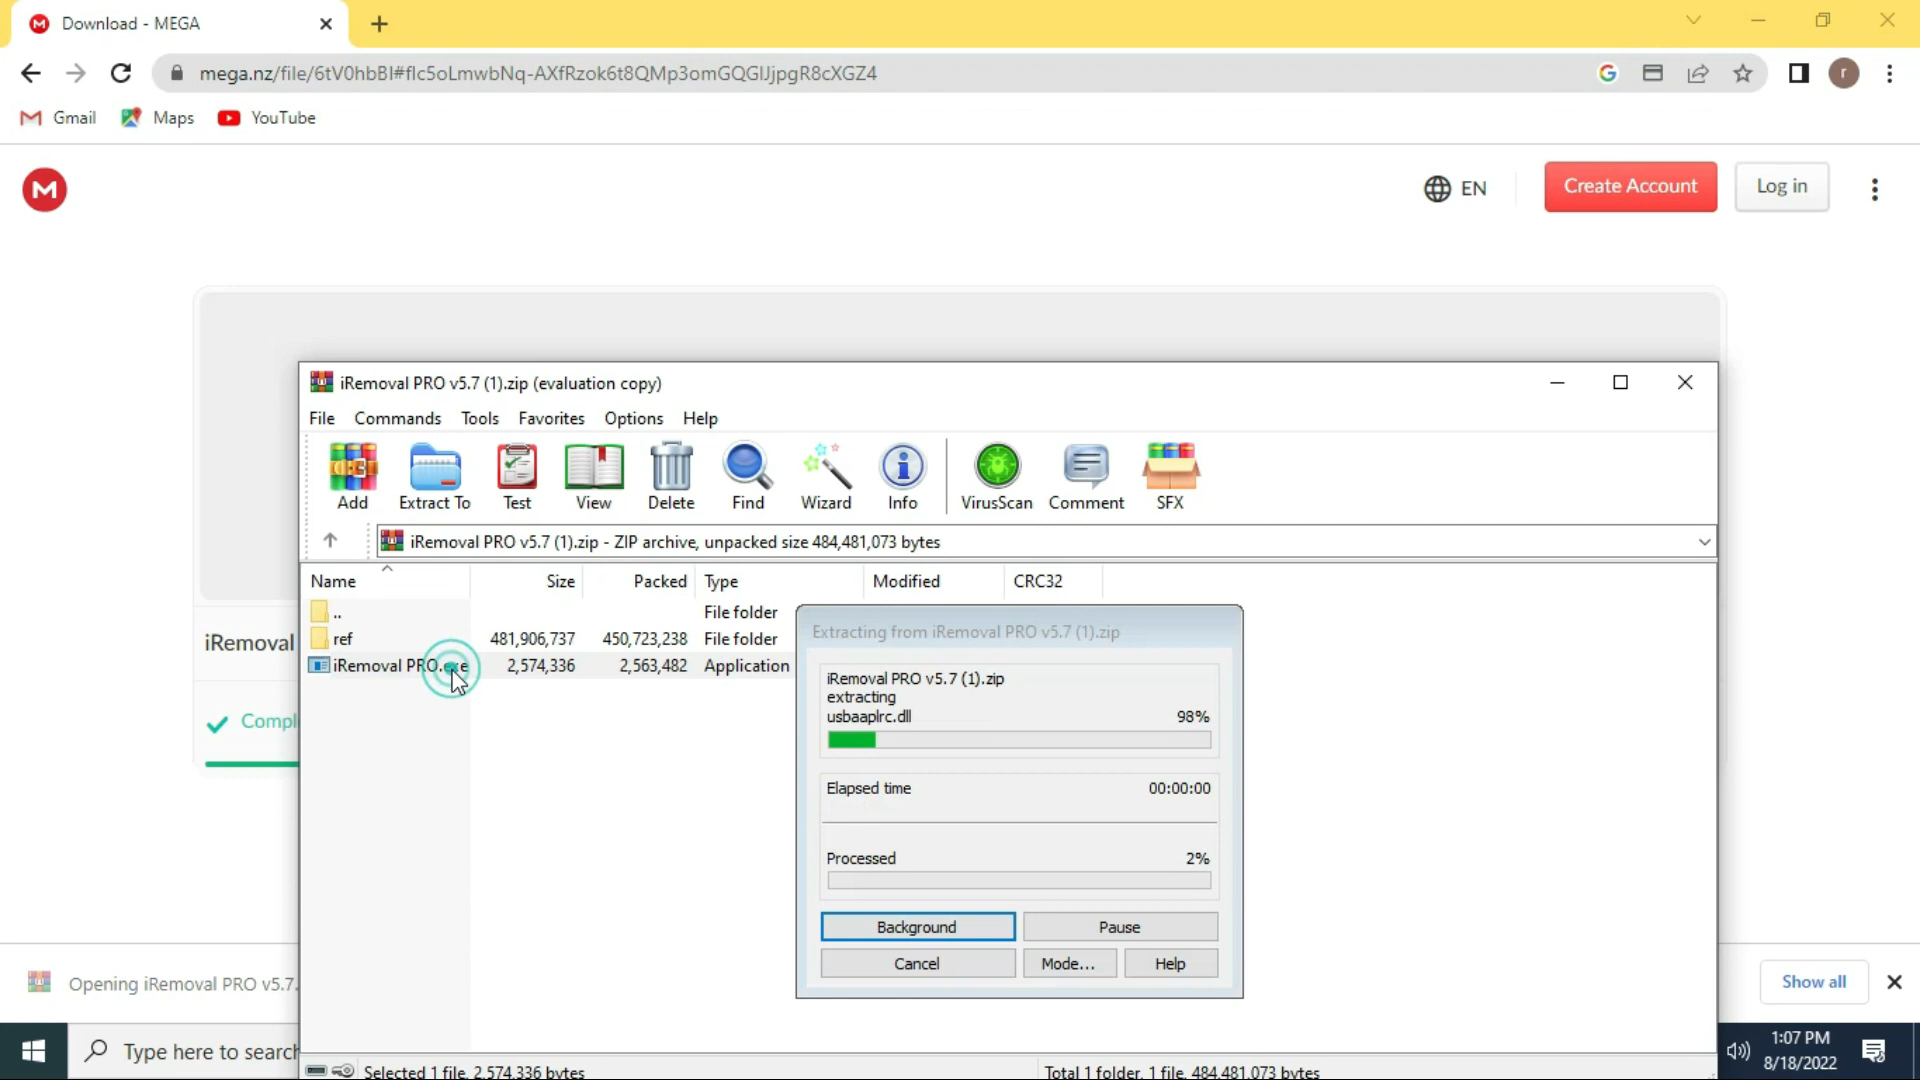 Download - MEGA
mega.nz/file/6tV0hbBI#flc5oLmwbNq-AXfRzok6t8QMp3omGQGlJjpgR8cXGZ4
r
Gmail Maps YouTube
EN Create Account Log in
iRemoval PRO v5.7 (1).zip (evaluation copy)
File Commands Tools Favorites Options Help
Add Extract To Test View Delete Find Wizard Info VirusScan Comment SFX
iRemoval PRO v5.7 (1).zip - ZIP archive, unpacked size 484,481,073 bytes
Name Size Packed Type Modified CRC32
.. File folder
ref 481,906,737 450,723,238 File folder
iRemoval PRO.exe 2,574,336 2,563,482 Application
iRemoval
Compl
Extracting from iRemoval PRO v5.7 (1).zip
iRemoval PRO v5.7 (1).zip
extracting
usbaaplrc.dll 98%
Elapsed time 00:00:00
Processed 2%
Background Pause
Cancel Mode... Help
Opening iRemoval PRO v5.7.
Show all
Type here to search
Selected 1 file, 2,574,336 bytes
Total 1 folder, 1 file, 484,481,073 bytes
1:07 PM
8/18/2022